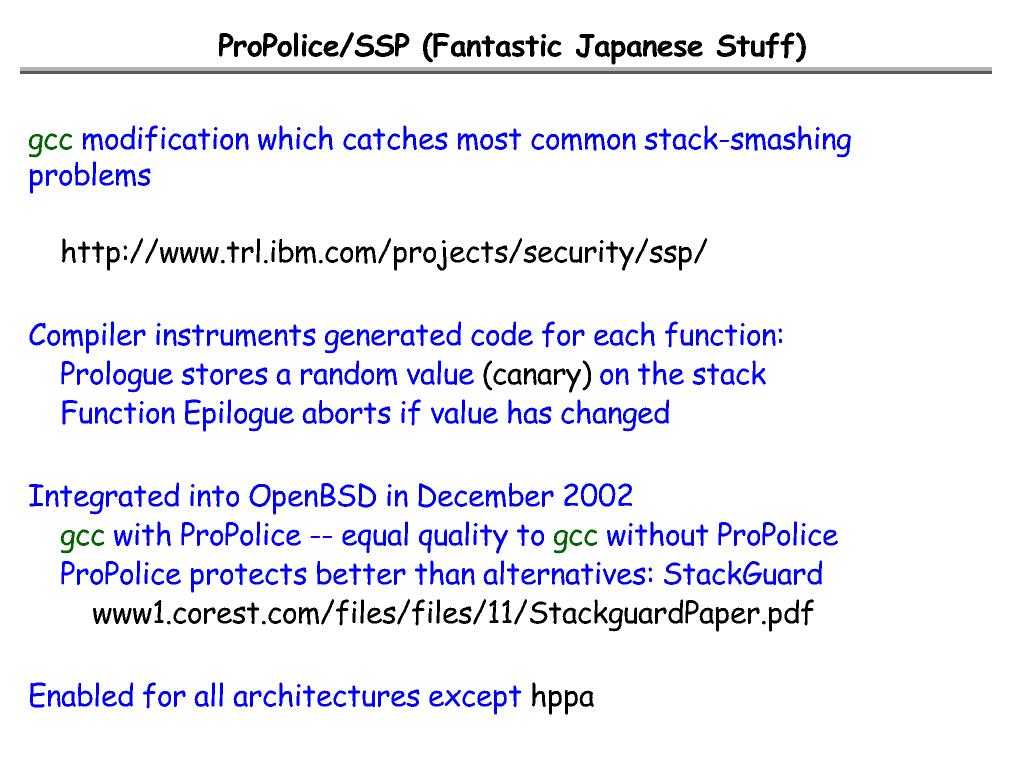 ProPolice/SSP (Fantastic Japanese Stuff)
gcc modification which catches most common stack-smashing
problems
http://www.trl.ibm.com/projects/security/ssp/
Compiler instruments generated code for each function:
Prologue stores a random value (canary) on the stack
Function Epilogue aborts if value has changed
Integrated into OpenBSD in December 2002
gcc with ProPolice -- equal quality to gcc without ProPolice
ProPolice protects better than alternatives: StackGuard
www1.corest.com/files/files/11/StackguardPaper.pdf
Enabled for all architectures except hppa